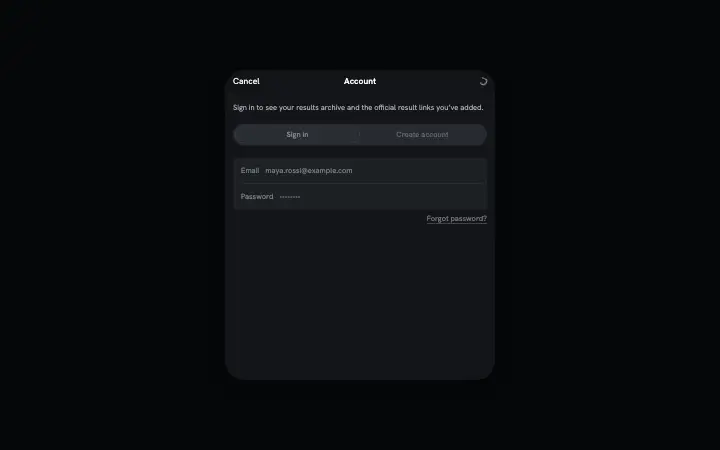 Cancel Account
Sign in to see your results archive and the official result links you've added.
Sign in Create account
Email maya.rossi@example.com
Password ••••••••
Forgot password?